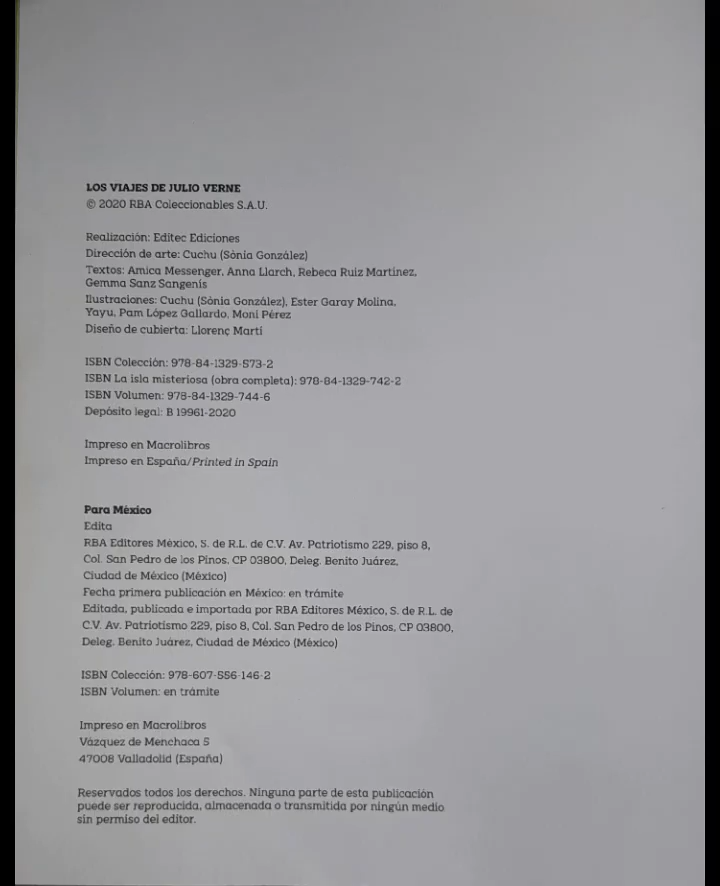 LOS VIAJES DE JULIO VERNE
© 2020 RBA Coleccionables S.A.U.
Realización: Editec Ediciones
Dirección de arte: Cuchu (Sònia González)
Textos: Amica Messenger, Anna Llarch, Rebeca Ruiz Martínez,
Gemma Sanz Sangenís
Ilustraciones: Cuchu (Sònia González), Ester Garay Molina,
Yayu, Pam López Gallardo, Moni Pérez
Diseño de cubierta: Llorenç Martí
ISBN Colección: 978-84-1329-573-2
ISBN La isla misteriosa (obra completa): 978-84-1329-742-2
ISBN Volumen: 978-84-1329-744-6
Depósito legal: B 19961-2020
Impreso en Macrolibros
Impreso en España/Printed in Spain
Para México
Edita
RBA Editores México, S. de R.L. de C.V. Av. Patriotismo 229, piso 8,
Col. San Pedro de los Pinos, CP 03800, Deleg. Benito Juárez,
Ciudad de México (México)
Fecha primera publicación en México: en trámite
Editada, publicada e importada por RBA Editores México, S. de R.L. de
C.V. Av. Patriotismo 229, piso 8, Col. San Pedro de los Pinos, CP 03800,
Deleg. Benito Juárez, Ciudad de México (México)
ISBN Colección: 978-607-556-146-2
ISBN Volumen: en trámite
Impreso en Macrolibros
Vázquez de Menchaca 5
47008 Valladolid (España)
Reservados todos los derechos. Ninguna parte de esta publicación
puede ser reproducida, almacenada o transmitida por ningún medio
sin permiso del editor.